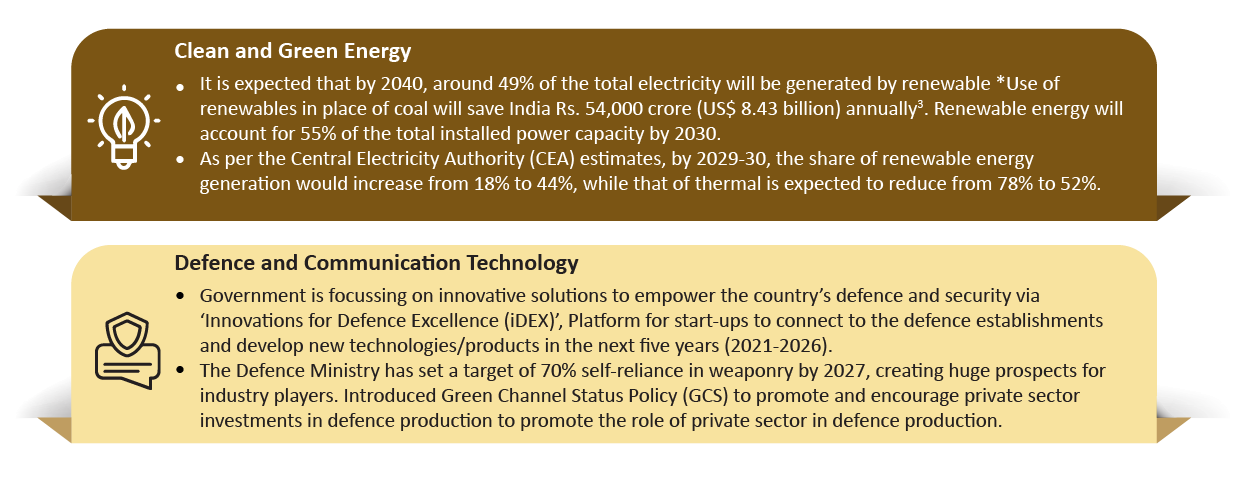 Clean and Green Energy
• It is expected that by 2040, around 49% of the total electricity will be generated by renewable *Use of
renewables in place of coal will save India Rs. 54,000 crore (US$ 8.43 billion) annually³. Renewable energy will
account for 55% of the total installed power capacity by 2030.
• As per the Central Electricity Authority (CEA) estimates, by 2029-30, the share of renewable energy
generation would increase from 18% to 44%, while that of thermal is expected to reduce from 78% to 52%.
Defence and Communication Technology
• Government is focussing on innovative solutions to empower the country’s defence and security via
‘Innovations for Defence Excellence (iDEX)’, Platform for start-ups to connect to the defence establishments
and develop new technologies/products in the next five years (2021-2026).
• The Defence Ministry has set a target of 70% self-reliance in weaponry by 2027, creating huge prospects for
industry players. Introduced Green Channel Status Policy (GCS) to promote and encourage private sector
investments in defence production to promote the role of private sector in defence production.